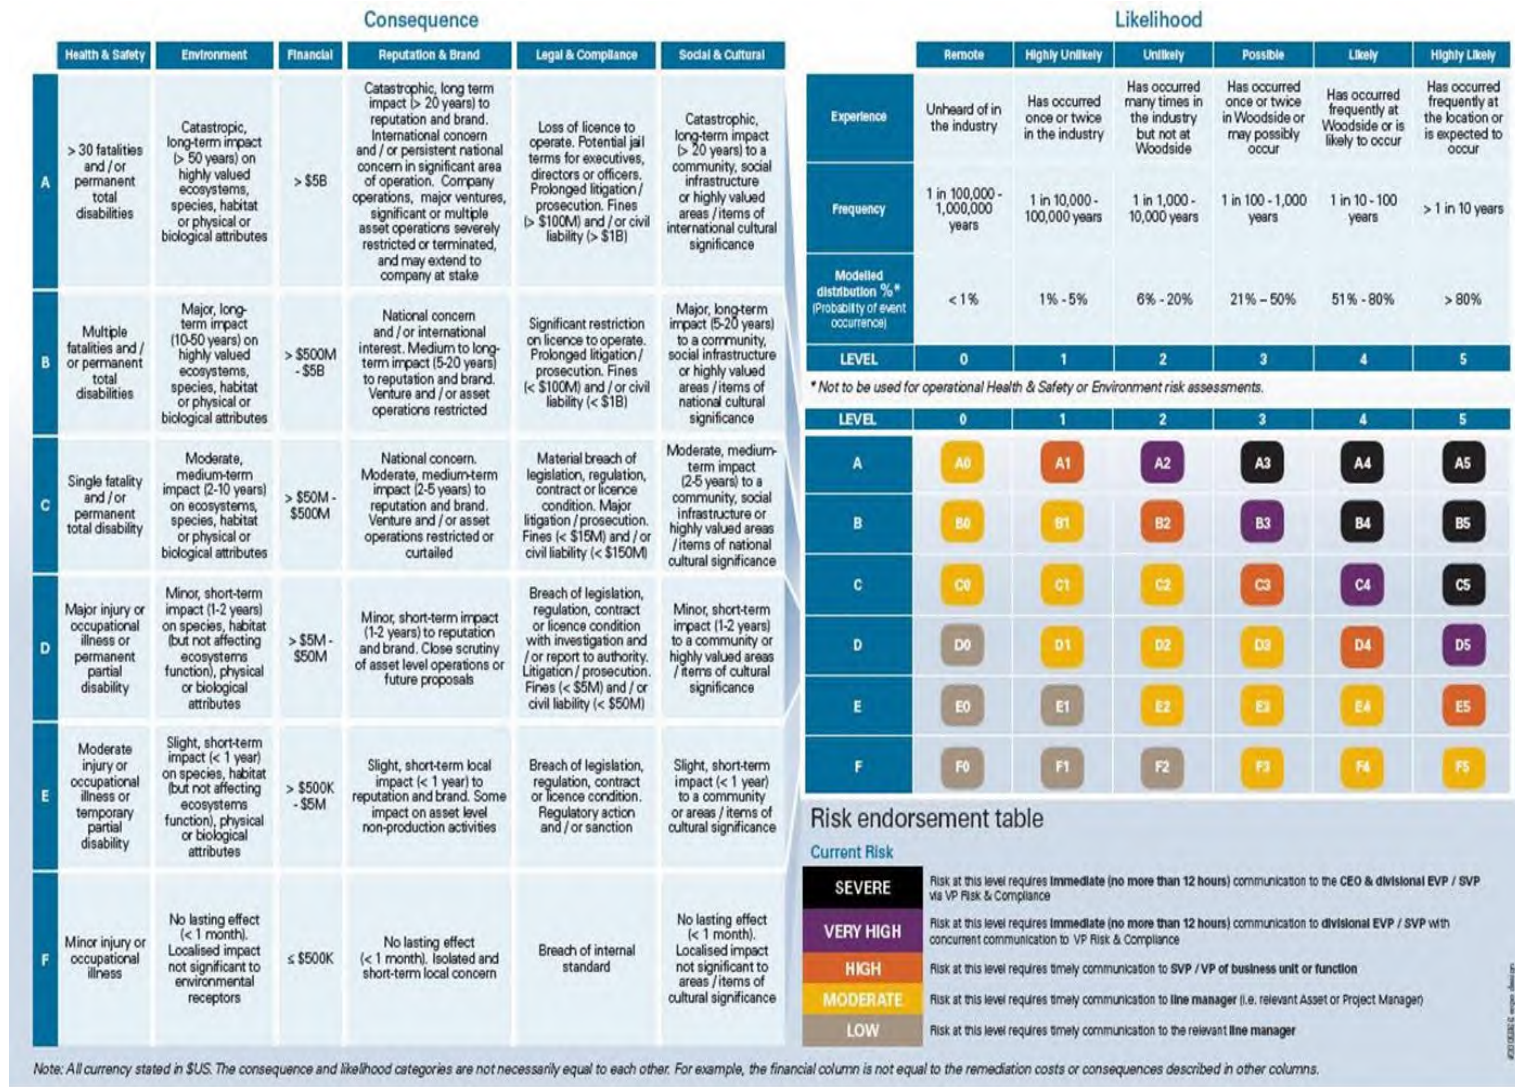 Consequence
Health & Safety
Environment
Financial
Reputation & Brand
Legal & Compliance
Social & Cultural
A
> 30 fatalities
and / or
permanent
total
disabilities
Catastropic,
long-term impact
(> 50 years) on
highly valued
ecosystems,
species, habitat
or physical or
biological attributes
> $5B
Catastrophic, long term
impact (> 20 years) to
reputation and brand.
International concern
and / or persistent national
concern in significant area
of operation. Company
operations, major ventures,
significant or multiple
asset operations severely
restricted or terminated,
and may extend to
company at stake
Loss of licence to
operate. Potential jail
terms for executives,
directors or officers.
Prolonged litigation /
prosecution. Fines
(> $100M) and / or civil
liability (> $1B)
Catastrophic,
long-term impact
(> 20 years) to a
community, social
infrastructure
or highly valued
areas / items of
international cultural
significance
B
Multiple
fatalities and /
or permanent
total
disabilities
Major, long-
term impact
(10-50 years) on
highly valued
ecosystems,
species, habitat
or physical or
biological attributes
> $500M
- $5B
National concern
and / or international
interest. Medium to long-
term impact (5-20 years)
to reputation and brand.
Venture and / or asset
operations restricted
Significant restriction
on licence to operate.
Prolonged litigation /
prosecution. Fines
(< $100M) and / or civil
liability (< $1B)
Major, long-term
impact (5-20 years)
to a community,
social infrastructure
or highly valued
areas / items of
national cultural
significance
C
Single fatality
and / or
permanent
total disability
Moderate,
medium-term
impact (2-10 years)
on ecosystems,
species, habitat
or physical or
biological attributes
> $50M -
$500M
National concern.
Moderate, medium-term
impact (2-5 years) to
reputation and brand.
Venture and / or asset
operations restricted or
curtailed
Material breach of
legislation, regulation,
contract or licence
condition. Major
litigation / prosecution.
Fines (< $15M) and / or
civil liability (< $150M)
Moderate, medium-
term impact
(2-5 years) to a
community, social
infrastructure or
highly valued areas
/ items of national
cultural significance
D
Major injury or
occupational
illness or
permanent
partial
disability
Minor, short-term
impact (1-2 years)
on species, habitat
(but not affecting
ecosystems
function), physical
or biological
attributes
> $5M -
$50M
Minor, short-term impact
(1-2 years) to reputation
and brand. Close scrutiny
of asset level operations or
future proposals
Breach of legislation,
regulation, contract
or licence condition
with investigation and
/ or report to authority.
Litigation / prosecution.
Fines (< $5M) and / or
civil liability (< $50M)
Minor, short-term
impact (1-2 years)
to a community or
highly valued areas
/ items of cultural
significance
E
Moderate
injury or
occupational
illness or
temporary
partial
disability
Slight, short-term
impact (< 1 year)
on species, habitat
(but not affecting
ecosystems
function), physical
or biological
attributes
> $500K
- $5M
Slight, short-term local
impact (< 1 year) to
reputation and brand. Some
impact on asset level
non-production activities
Breach of legislation,
regulation, contract
or licence condition.
Regulatory action
and / or sanction
Slight, short-term
impact (< 1 year)
to a community
or areas / items of
cultural significance
F
Minor injury or
occupational
illness
No lasting effect
(< 1 month).
Localised impact
not significant to
environmental
receptors
≤ $500K
No lasting effect
(< 1 month). Isolated and
short-term local concern
Breach of internal
standard
No lasting effect
(< 1 month).
Localised impact
not significant to
areas / items of
cultural significance
Likelihood
Remote
Highly Unlikely
Unlikely
Possible
Likely
Highly Likely
Experience
Unheard of in
the industry
Has occurred
once or twice
in the industry
Has occurred
many times in
the industry
but not at
Woodside
Has occurred
once or twice
in Woodside or
may possibly
occur
Has occurred
frequently at
Woodside or is
likely to occur
Has occurred
frequently at
the location or
is expected to
occur
Frequency
1 in 100,000 -
1,000,000
years
1 in 10,000 -
100,000 years
1 in 1,000 -
10,000 years
1 in 100 - 1,000
years
1 in 10 - 100
years
> 1 in 10 years
Modelled
distribution %*
(Probability of event
occurrence)
< 1%
1% - 5%
6% - 20%
21% – 50%
51% - 80%
> 80%
LEVEL 0 1 2 3 4 5
* Not to be used for operational Health & Safety or Environment risk assessments.
LEVEL 0 1 2 3 4 5
A A0 A1 A2 A3 A4 A5
B B0 B1 B2 B3 B4 B5
C C0 C1 C2 C3 C4 C5
D D0 D1 D2 D3 D4 D5
E E0 E1 E2 E3 E4 E5
F F0 F1 F2 F3 F4 F5
Risk endorsement table
Current Risk
SEVERE
Risk at this level requires immediate (no more than 12 hours) communication to the CEO & divisional EVP / SVP
via VP Risk & Compliance
VERY HIGH
Risk at this level requires immediate (no more than 12 hours) communication to divisional EVP / SVP with
concurrent communication to VP Risk & Compliance
HIGH
Risk at this level requires timely communication to SVP / VP of business unit or function
MODERATE
Risk at this level requires timely communication to line manager (i.e. relevant Asset or Project Manager)
LOW
Risk at this level requires timely communication to the relevant line manager
Note: All currency stated in $US. The consequence and likelihood categories are not necessarily equal to each other. For example, the financial column is not equal to the remediation costs or consequences described in other columns.